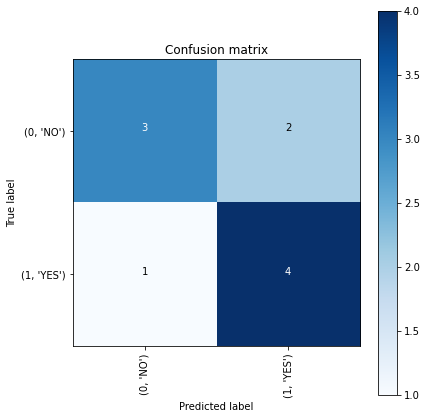 Confusion matrix
True label
(0, 'NO')
3
2
(1, 'YES')
1
4
(0, 'NO')
(1, 'YES')
Predicted label
4.0
3.5
3.0
2.5
2.0
1.5
1.0